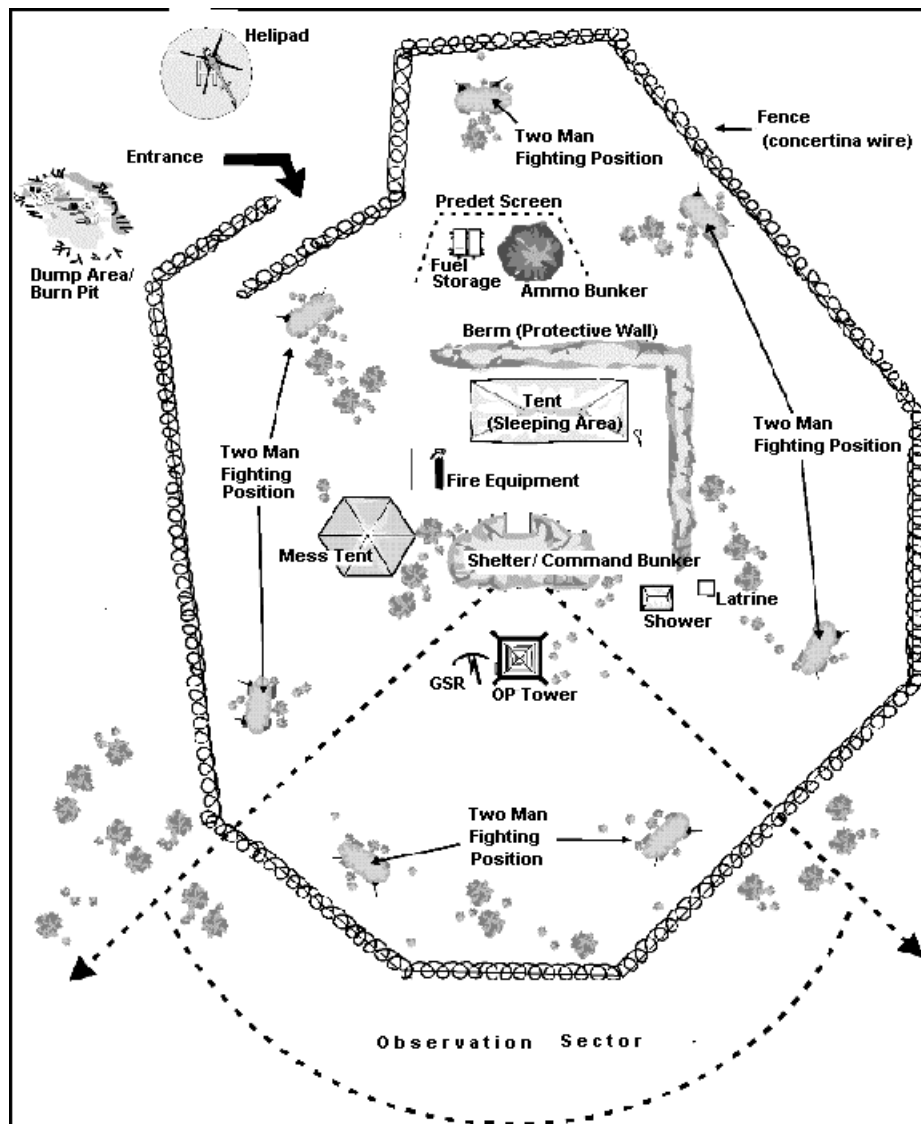 Helipad
Fence
(concertina wire)
Two Man
Fighting Position
Entrance
Predet Screen
Dump Area/
Burn Pit
Fuel
Storage
Ammo Bunker
Berm (Protective Wall)
Tent
(Sleeping Area)
Two Man
Fighting Position
Two Man
Fighting
Position
Fire Equipment
Mess Tent
Shelter/ Command Bunker
Latrine
Shower
GSR
OP Tower
Two Man
Fighting
Position
Observation Sector